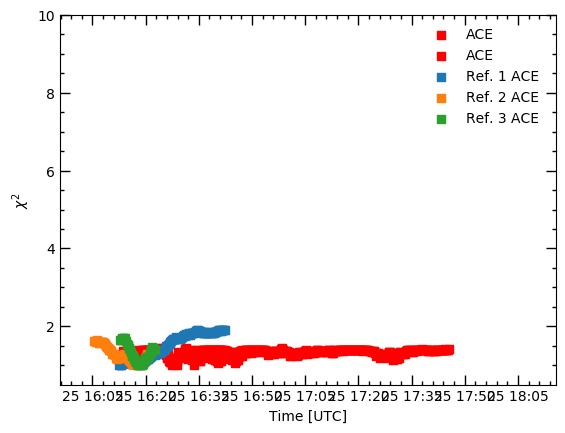 10
8
6
4
2
χ²
ACE
ACE
Ref. 1 ACE
Ref. 2 ACE
Ref. 3 ACE
25 16:05 25 16:20 25 16:35 25 16:50 25 17:05 25 17:20 25 17:35 25 17:50 25 18:05
Time [UTC]